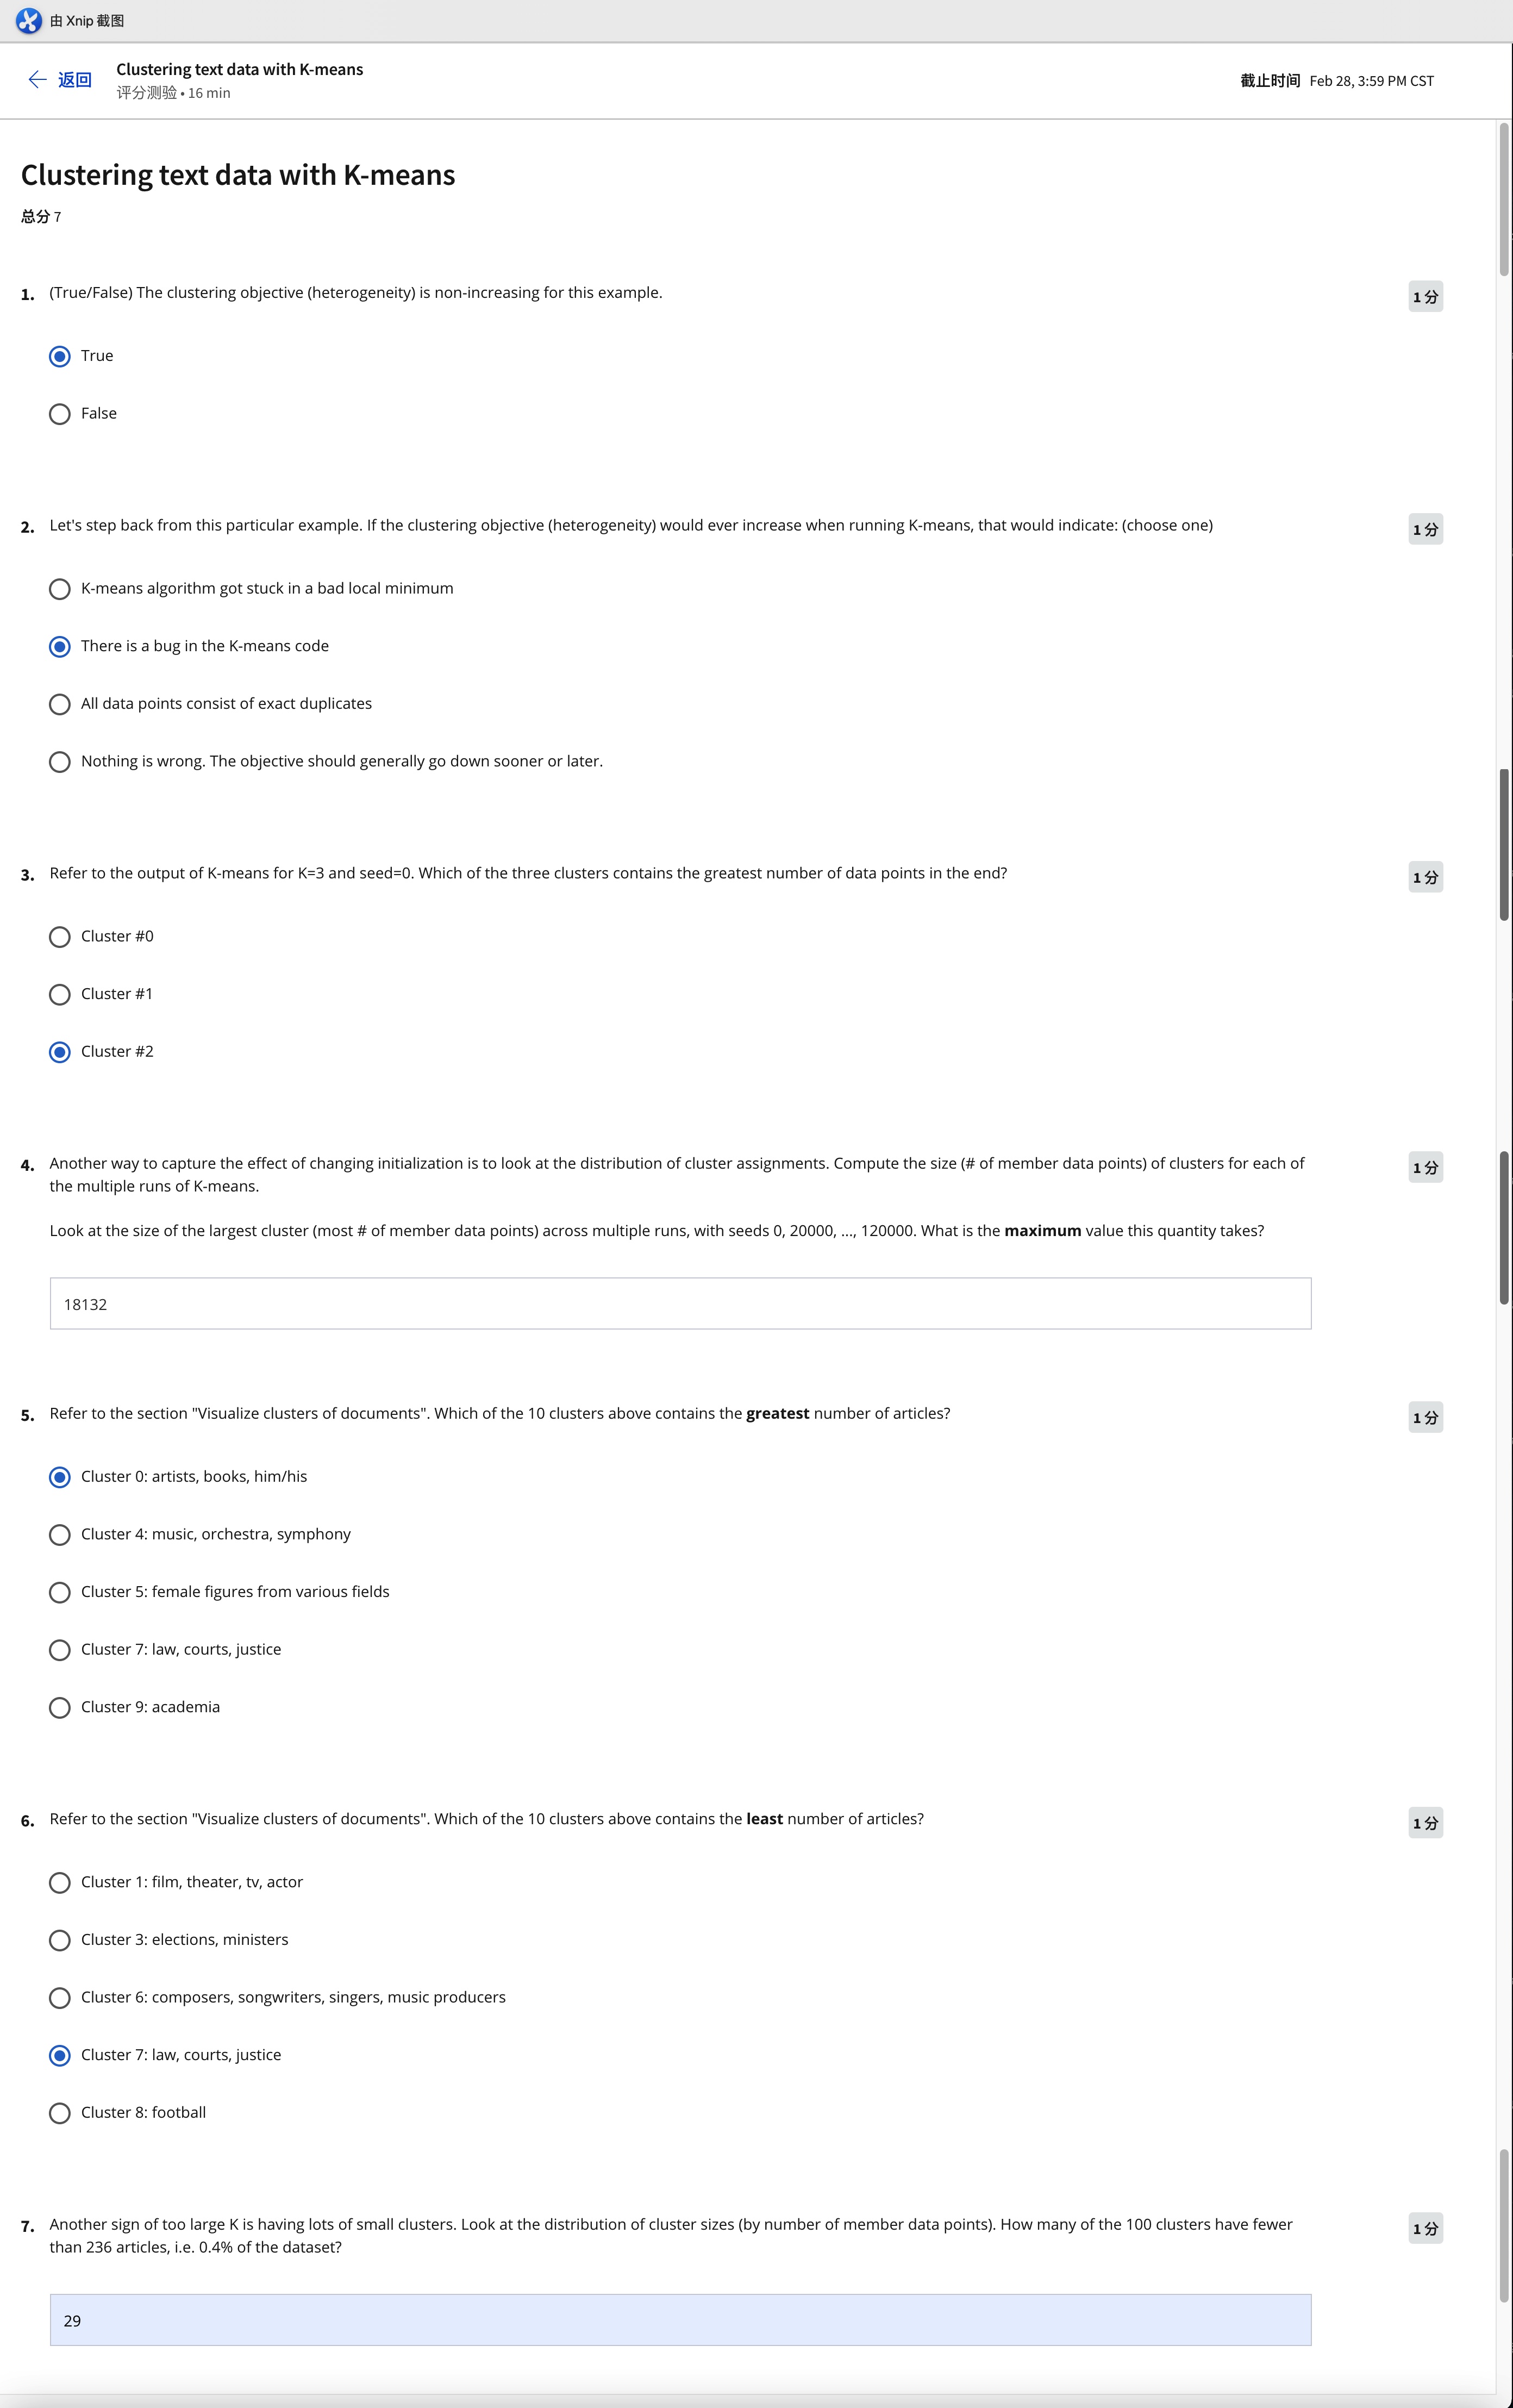 由 Xnip 截图
返回
Clustering text data with K-means
评分测验 • 16 min
截止时间 Feb 28, 3:59 PM CST
Clustering text data with K-means
总分 7
1. (True/False) The clustering objective (heterogeneity) is non-increasing for this example.
1 分
True
False
2. Let's step back from this particular example. If the clustering objective (heterogeneity) would ever increase when running K-means, that would indicate: (choose one)
1 分
K-means algorithm got stuck in a bad local minimum
There is a bug in the K-means code
All data points consist of exact duplicates
Nothing is wrong. The objective should generally go down sooner or later.
3. Refer to the output of K-means for K=3 and seed=0. Which of the three clusters contains the greatest number of data points in the end?
1 分
Cluster #0
Cluster #1
Cluster #2
4. Another way to capture the effect of changing initialization is to look at the distribution of cluster assignments. Compute the size (# of member data points) of clusters for each of
the multiple runs of K-means.
1 分
Look at the size of the largest cluster (most # of member data points) across multiple runs, with seeds 0, 20000, ..., 120000. What is the maximum value this quantity takes?
18132
5. Refer to the section "Visualize clusters of documents". Which of the 10 clusters above contains the greatest number of articles?
1 分
Cluster 0: artists, books, him/his
Cluster 4: music, orchestra, symphony
Cluster 5: female figures from various fields
Cluster 7: law, courts, justice
Cluster 9: academia
6. Refer to the section "Visualize clusters of documents". Which of the 10 clusters above contains the least number of articles?
1 分
Cluster 1: film, theater, tv, actor
Cluster 3: elections, ministers
Cluster 6: composers, songwriters, singers, music producers
Cluster 7: law, courts, justice
Cluster 8: football
7. Another sign of too large K is having lots of small clusters. Look at the distribution of cluster sizes (by number of member data points). How many of the 100 clusters have fewer
than 236 articles, i.e. 0.4% of the dataset?
1 分
29